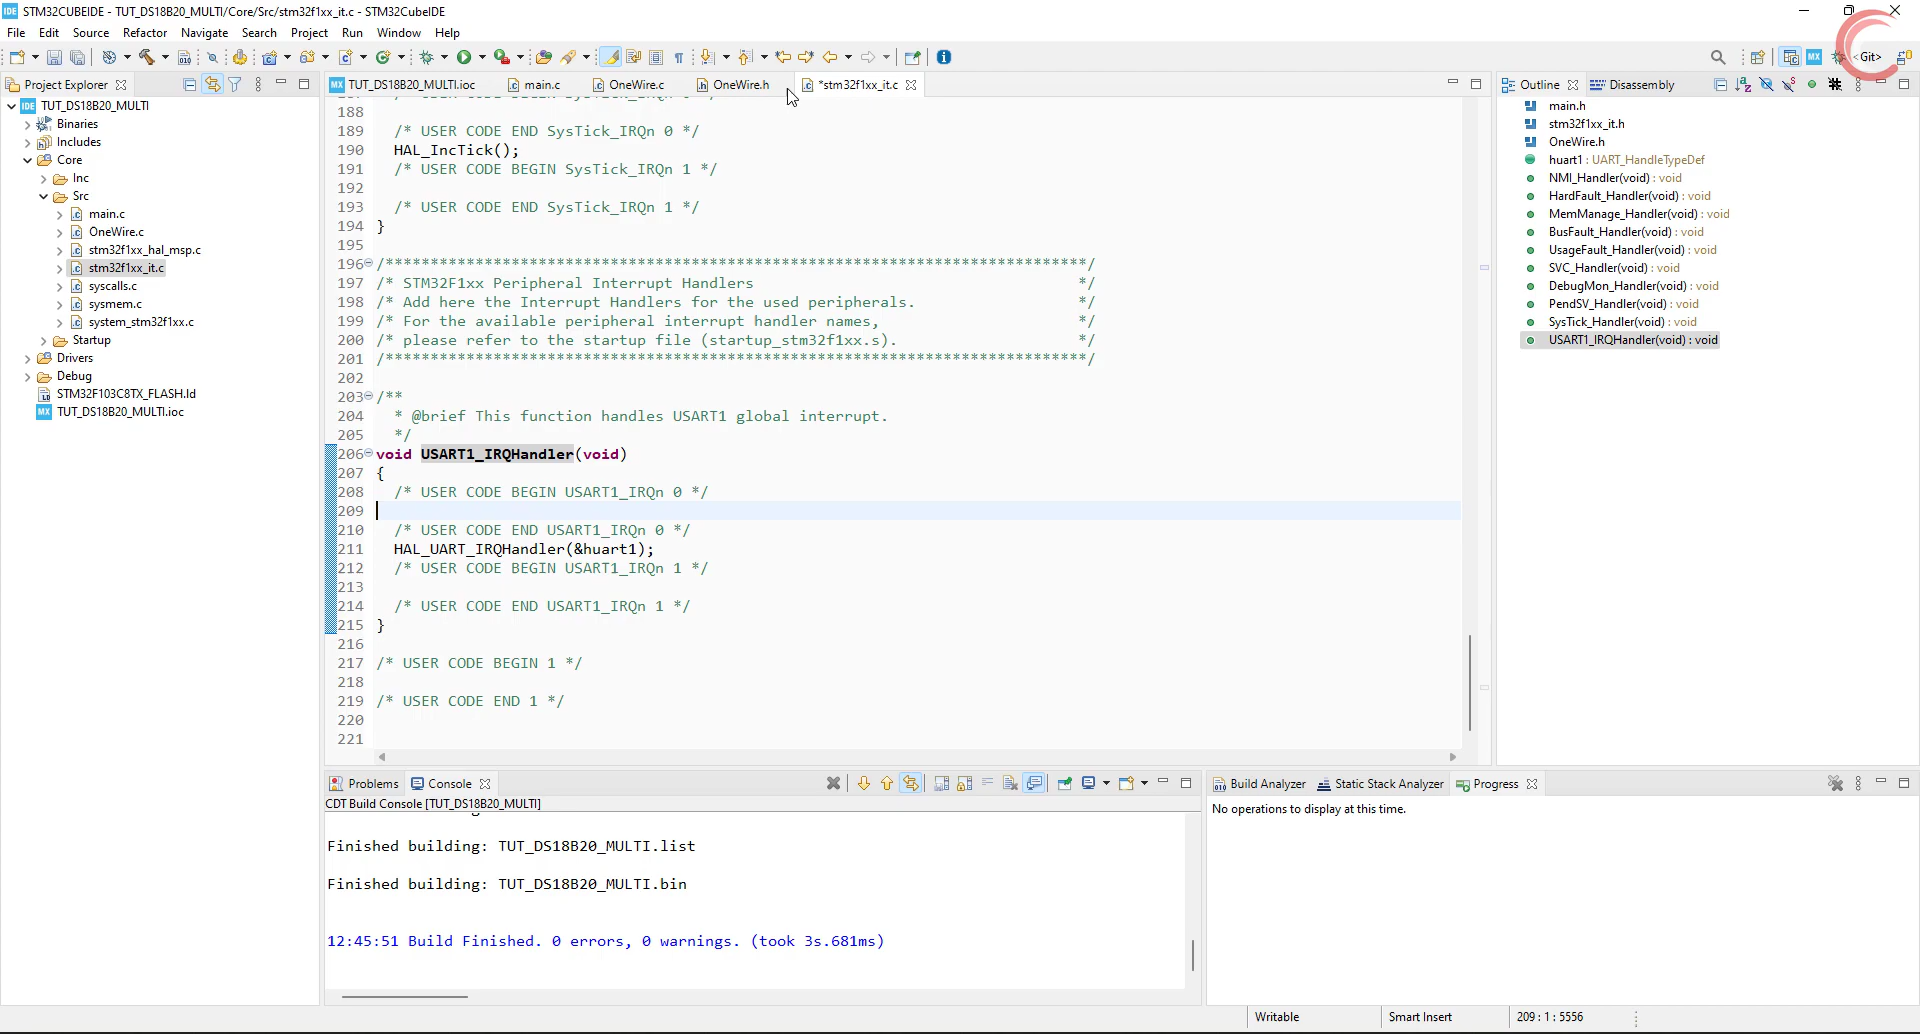 STM32CUBEIDE - TUT_DS18B20_MULTI/Core/Src/stm32f1xx_it.c - STM32CubeIDE
File Edit Source Refactor Navigate Search Project Run Window Help
<Git>
Project Explorer
TUT_DS18B20_MULTI
Binaries
Includes
Core
Inc
Src
main.c
OneWire.c
stm32f1xx_hal_msp.c
stm32f1xx_it.c
syscalls.c
sysmem.c
system_stm32f1xx.c
Startup
Drivers
Debug
STM32F103C8TX_FLASH.ld
TUT_DS18B20_MULTI.ioc
TUT_DS18B20_MULTI.ioc main.c OneWire.c OneWire.h *stm32f1xx_it.c
188
189 /* USER CODE END SysTick_IRQn 0 */
190 HAL_IncTick();
191 /* USER CODE BEGIN SysTick_IRQn 1 */
192
193 /* USER CODE END SysTick_IRQn 1 */
194 }
195
196 /******************************************************************************/
197 /* STM32F1xx Peripheral Interrupt Handlers */
198 /* Add here the Interrupt Handlers for the used peripherals. */
199 /* For the available peripheral interrupt handler names, */
200 /* please refer to the startup file (startup_stm32f1xx.s). */
201 /******************************************************************************/
202
203 /**
204 * @brief This function handles USART1 global interrupt.
205 */
206 void USART1_IRQHandler(void)
207 {
208 /* USER CODE BEGIN USART1_IRQn 0 */
209
210 /* USER CODE END USART1_IRQn 0 */
211 HAL_UART_IRQHandler(&huart1);
212 /* USER CODE BEGIN USART1_IRQn 1 */
213
214 /* USER CODE END USART1_IRQn 1 */
215 }
216
217 /* USER CODE BEGIN 1 */
218
219 /* USER CODE END 1 */
220
221
Outline Disassembly
main.h
stm32f1xx_it.h
OneWire.h
huart1 : UART_HandleTypeDef
NMI_Handler(void) : void
HardFault_Handler(void) : void
MemManage_Handler(void) : void
BusFault_Handler(void) : void
UsageFault_Handler(void) : void
SVC_Handler(void) : void
DebugMon_Handler(void) : void
PendSV_Handler(void) : void
SysTick_Handler(void) : void
USART1_IRQHandler(void) : void
Problems Console
CDT Build Console [TUT_DS18B20_MULTI]
Finished building: TUT_DS18B20_MULTI.list
Finished building: TUT_DS18B20_MULTI.bin
12:45:51 Build Finished. 0 errors, 0 warnings. (took 3s.681ms)
Build Analyzer Static Stack Analyzer Progress
No operations to display at this time.
Writable Smart Insert 209 : 1 : 5556